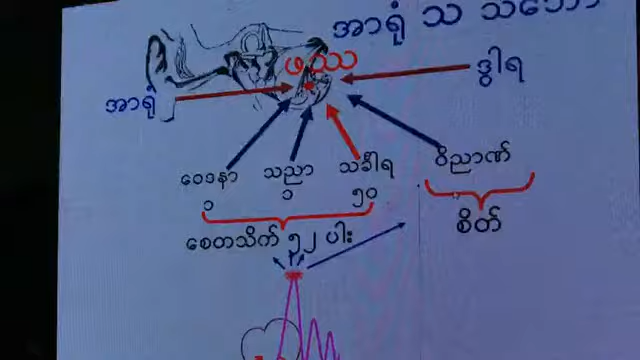 အာရုံ သ သဘော
ဖဿ
ဒွါရ
အာရုံ
ဝေဒနာ သညာ သင်္ခါရ ဝိညာဏ်
၁ ၁ ၅၀
စေတသိက် ၅၂ ပါး
စိတ်